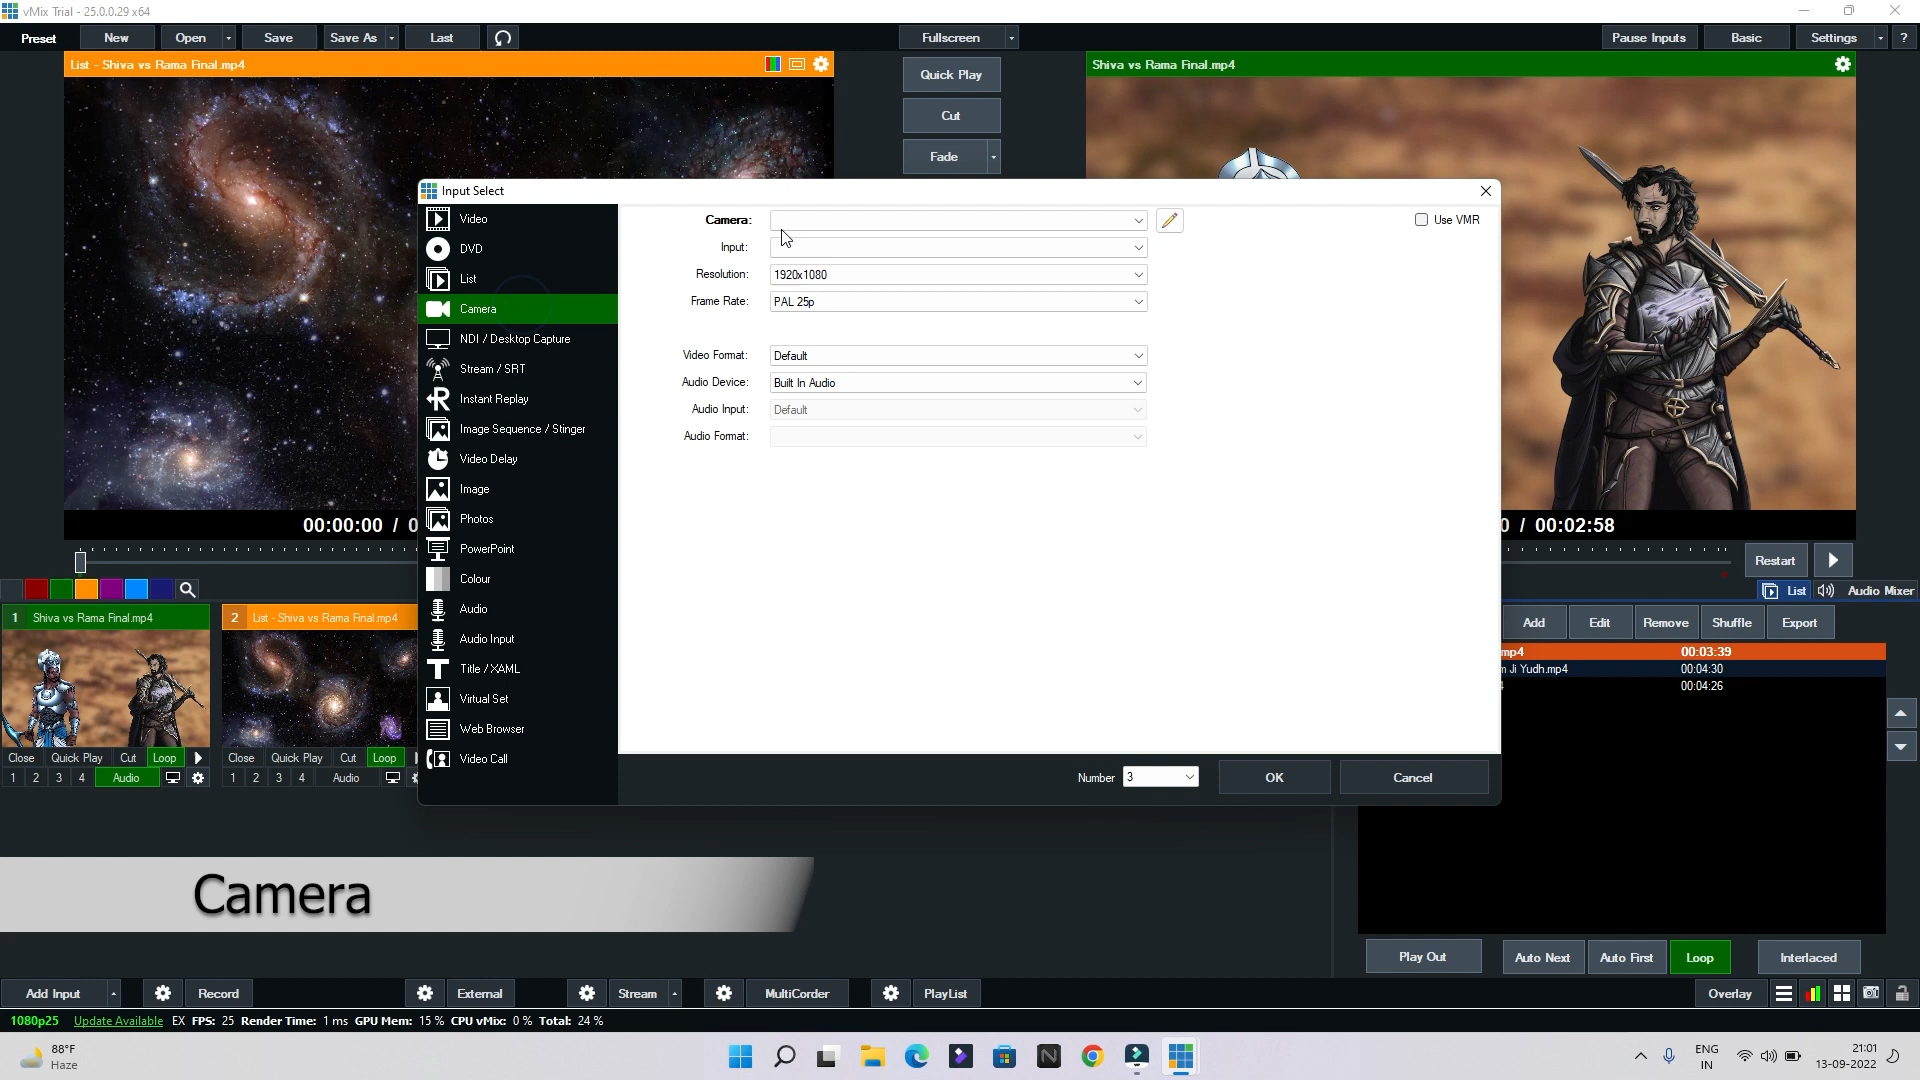 vMix Trial - 25.0.0.29 x64
Preset New Open Save Save As Last Fullscreen Pause Inputs Basic Settings ?
List - Shiva vs Rama Final.mp4
Shiva vs Rama Final.mp4
Quick Play
Cut
Fade
Input Select
Video
DVD
List
Camera
NDI / Desktop Capture
Stream / SRT
Instant Replay
Image Sequence / Stinger
Video Delay
Image
Photos
PowerPoint
Colour
Audio
Audio Input
Title / XAML
Virtual Set
Web Browser
Video Call
Camera:
Use VMR
Input:
Resolution: 1920x1080
Frame Rate: PAL 25p
Video Format: Default
Audio Device: Built In Audio
Audio Input: Default
Audio Format:
Number 3 OK Cancel
00:00:00 / 0
0 / 00:02:58
Restart
List Audio Mixer
1 Shiva vs Rama Final.mp4
2 List - Shiva vs Rama Final.mp4
Close Quick Play Cut Loop
1 2 3 4 Audio
Close Quick Play Cut Loop
1 2 3 4 Audio
Add Edit Remove Shuffle Export
mp4 00:03:39
Ji Yudh.mp4 00:04:30
00:04:26
Camera
Play Out Auto Next Auto First Loop Interlaced
Add Input Record External Stream MultiCorder PlayList Overlay
1080p25 Update Available EX FPS: 25 Render Time: 1 ms GPU Mem: 15 % CPU vMix: 0 % Total: 24 %
88°F
Haze
ENG
IN
21:01
13-09-2022